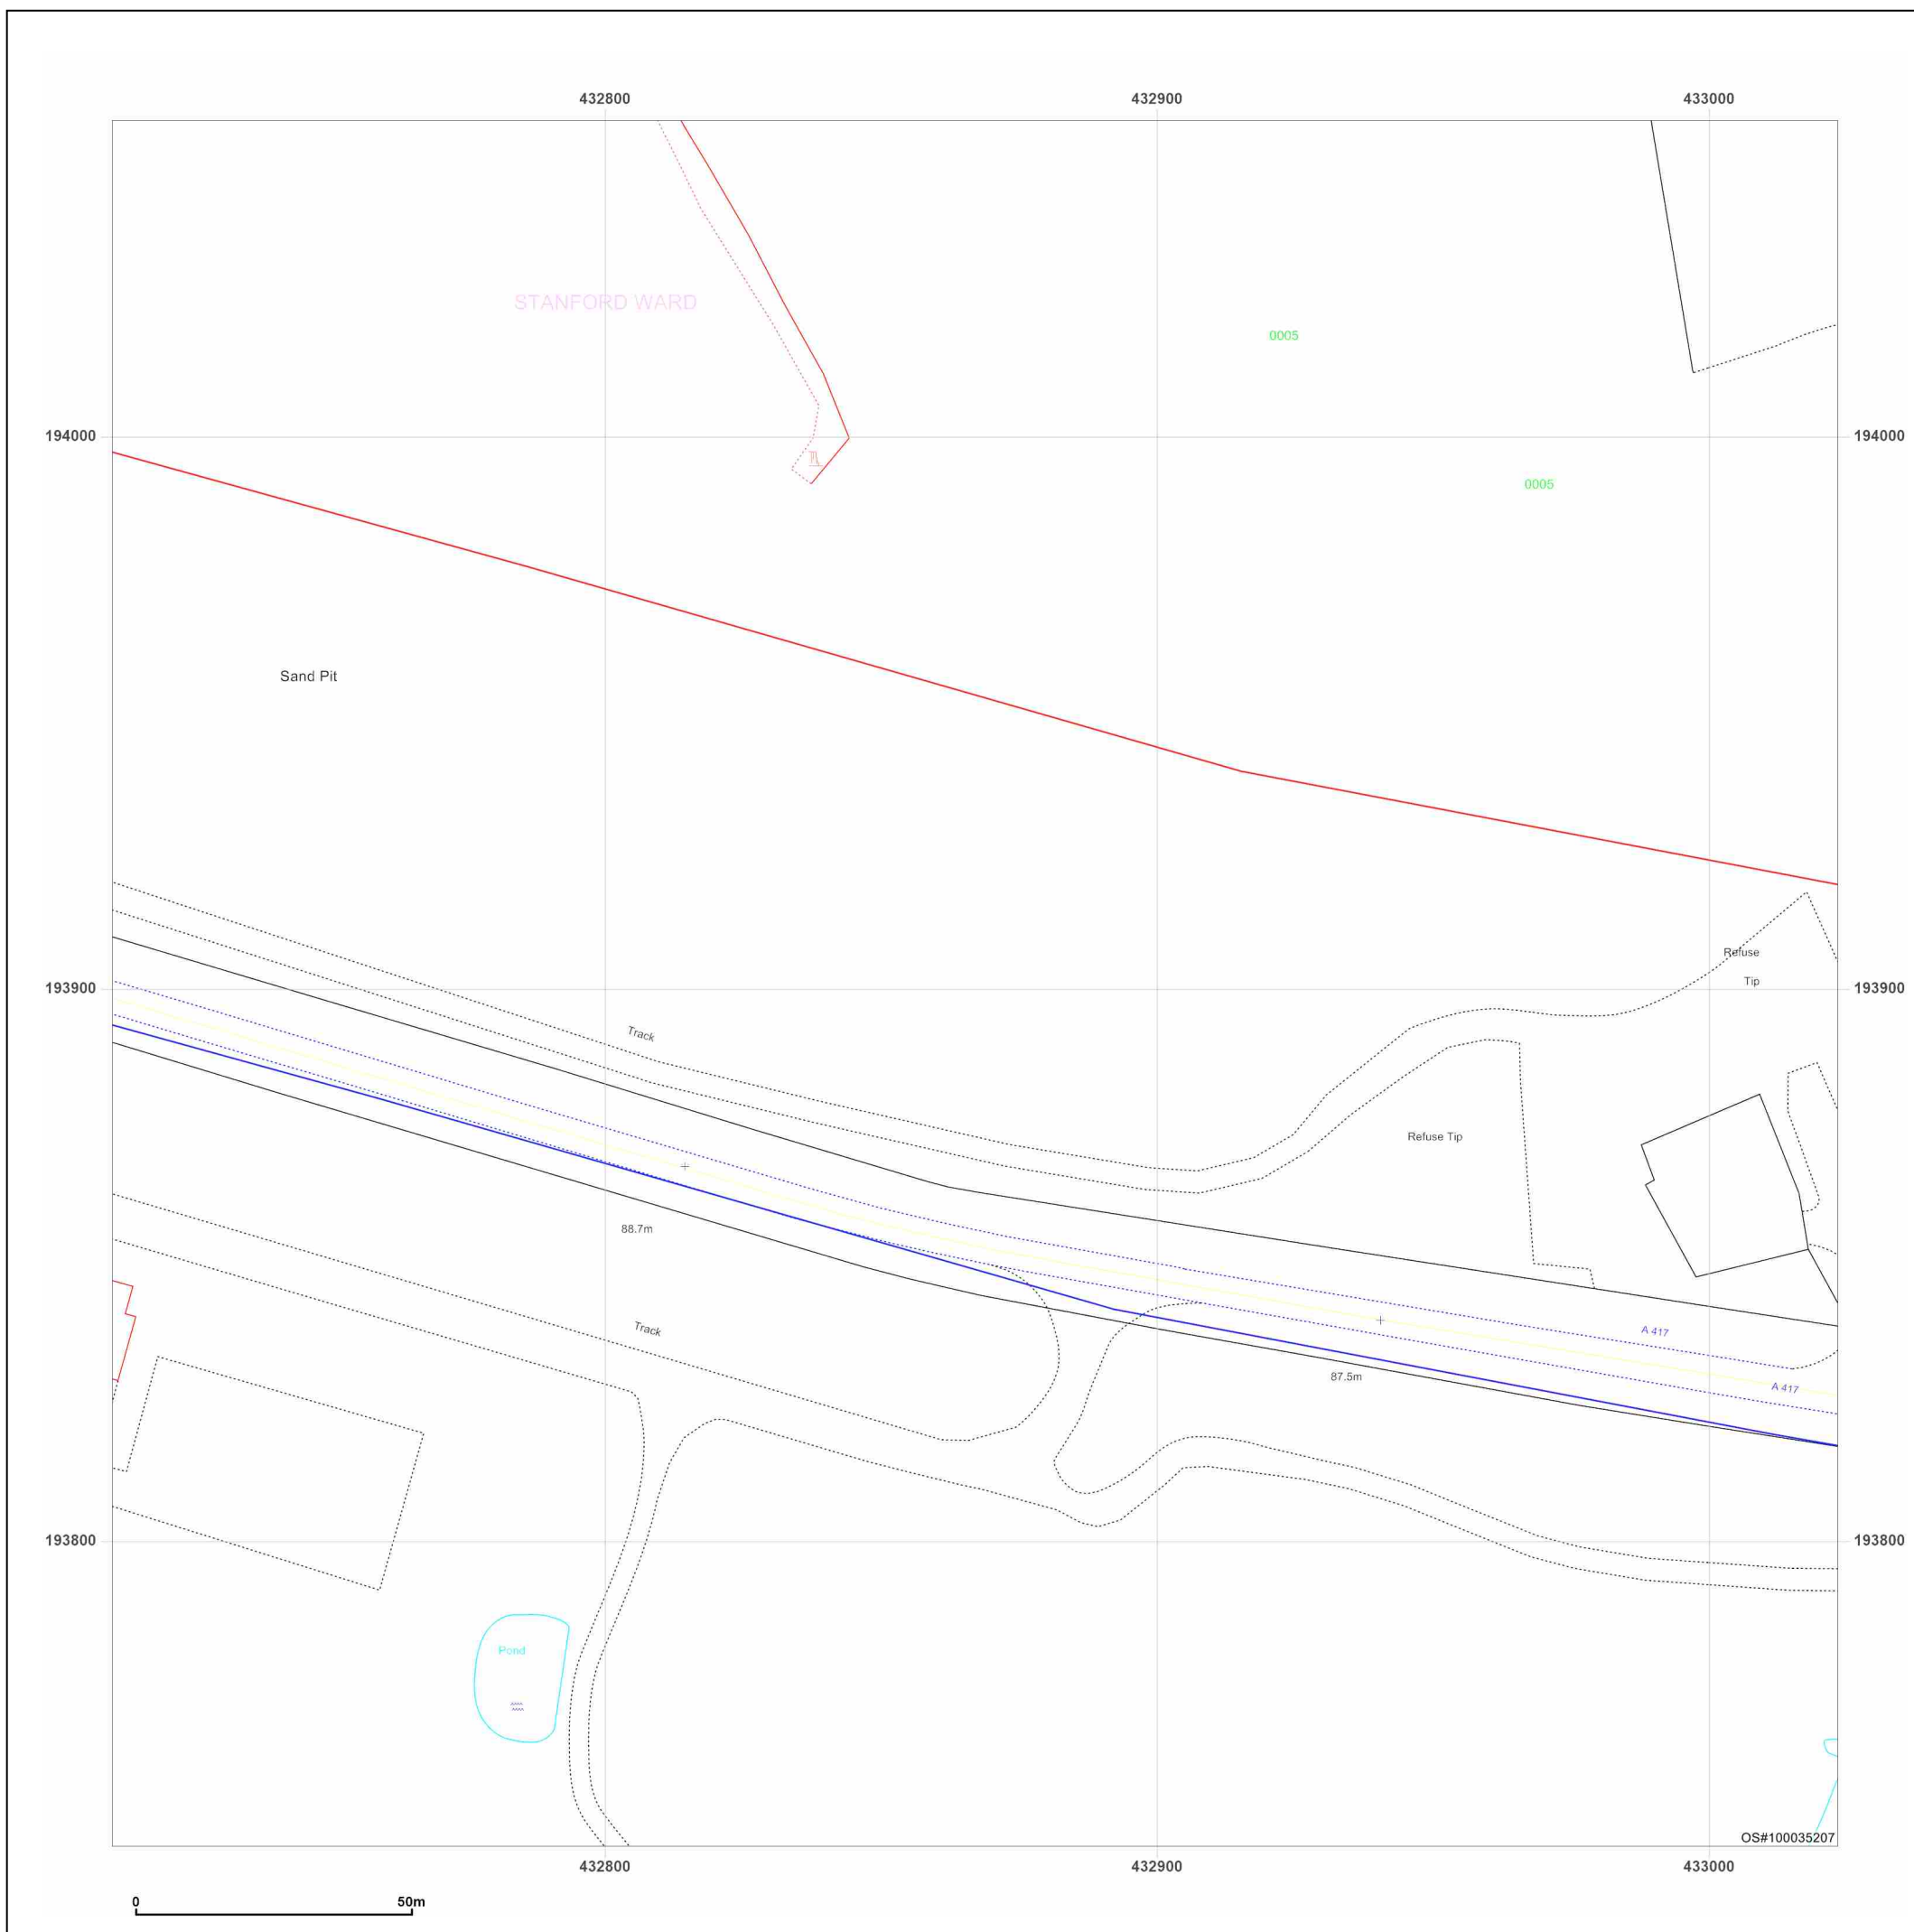 432800
432900
433000
STANFORD WARD
0005
194000
194000
0005
Sand Pit
Refuse
Tip
193900
193900
Track
Refuse Tip
88.7m
Track
A 417
87.5m
A 417
193800
193800
Pond
OS#100035207
432800
432900
433000
0
50m